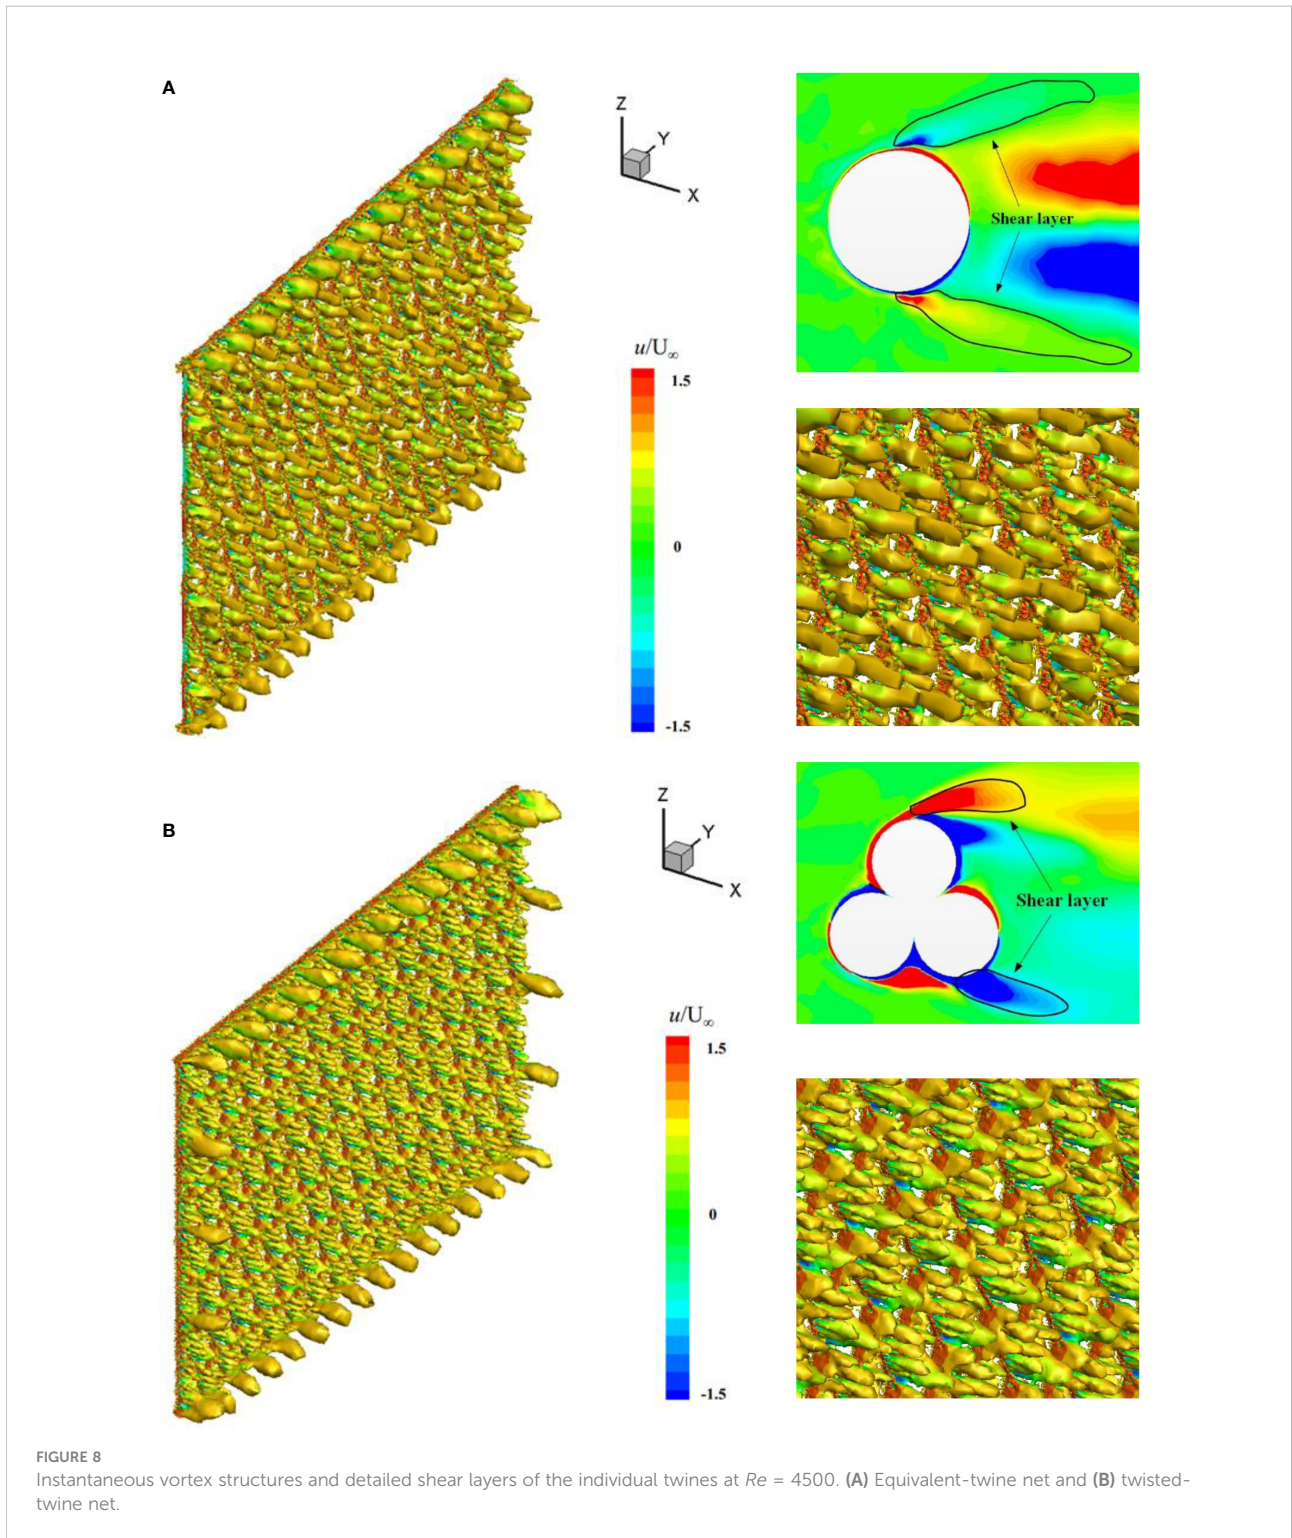 A
Z
Y
X
Shear layer
u/U∞
1.5
0
-1.5
B
Z
Y
X
Shear layer
u/U∞
1.5
0
-1.5
FIGURE 8
Instantaneous vortex structures and detailed shear layers of the individual twines at Re = 4500. (A) Equivalent-twine net and (B) twisted-
twine net.